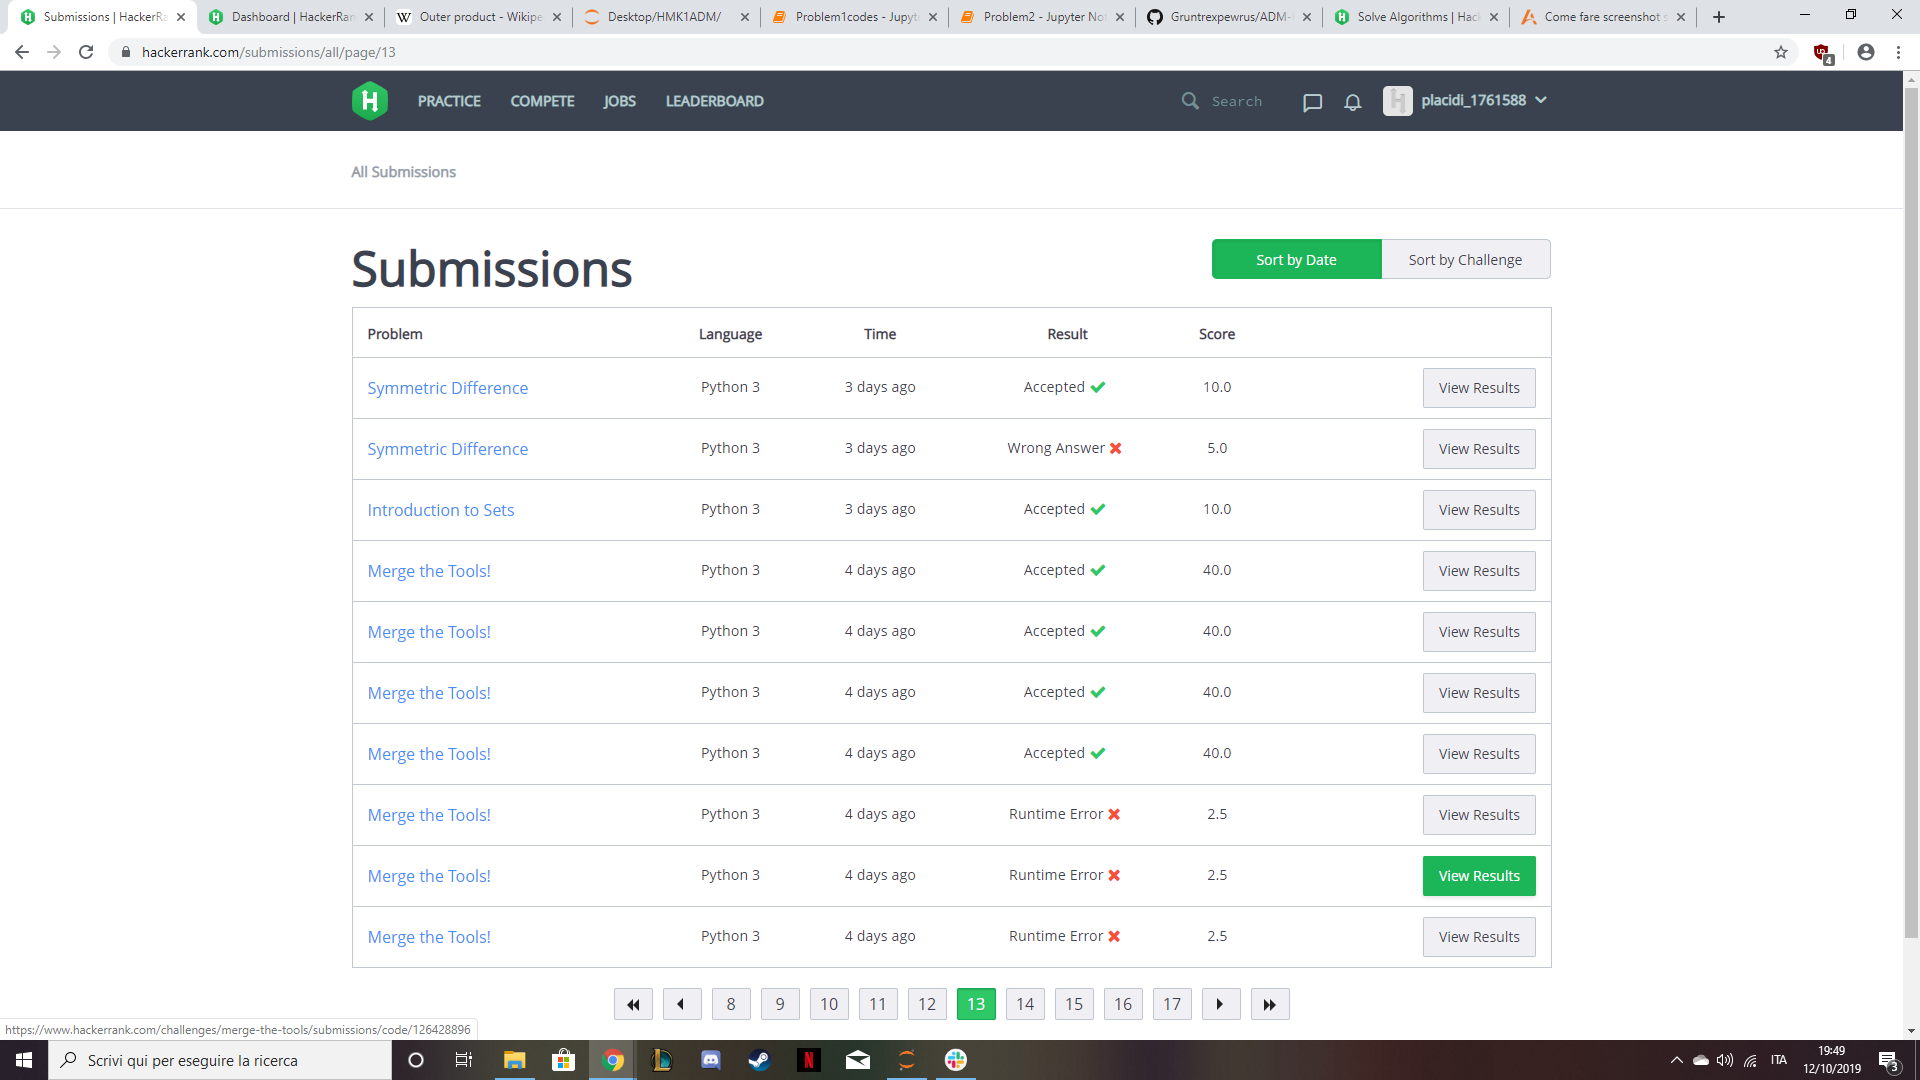 Submissions | HackerRa
Dashboard | HackerRan
Outer product - Wikipe
Desktop/HMK1ADM/
Problem1codes - Jupyt
Problem2 - Jupyter Not
Gruntrexpewrus/ADM-
Solve Algorithms | Hac
Come fare screenshot s
hackerrank.com/submissions/all/page/13
4
H PRACTICE COMPETE JOBS LEADERBOARD Search placidi_1761588
All Submissions
Submissions
Sort by Date Sort by Challenge
Problem Language Time Result Score
Symmetric Difference Python 3 3 days ago Accepted 10.0 View Results
Symmetric Difference Python 3 3 days ago Wrong Answer 5.0 View Results
Introduction to Sets Python 3 3 days ago Accepted 10.0 View Results
Merge the Tools! Python 3 4 days ago Accepted 40.0 View Results
Merge the Tools! Python 3 4 days ago Accepted 40.0 View Results
Merge the Tools! Python 3 4 days ago Accepted 40.0 View Results
Merge the Tools! Python 3 4 days ago Accepted 40.0 View Results
Merge the Tools! Python 3 4 days ago Runtime Error 2.5 View Results
Merge the Tools! Python 3 4 days ago Runtime Error 2.5 View Results
Merge the Tools! Python 3 4 days ago Runtime Error 2.5 View Results
8 9 10 11 12 13 14 15 16 17
https://www.hackerrank.com/challenges/merge-the-tools/submissions/code/126428896
Scrivi qui per eseguire la ricerca
ITA
19:49
12/10/2019
3